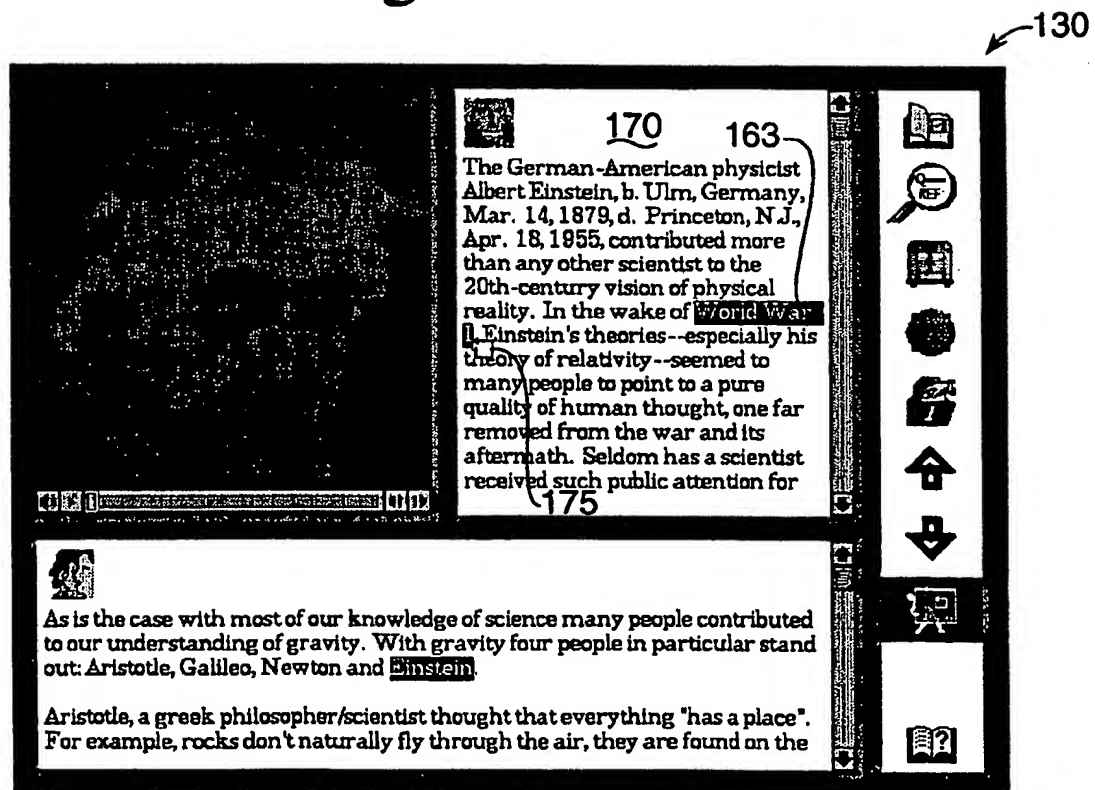 130
170
163
The German-American physicist
Albert Einstein, b. Ulm, Germany,
Mar. 14, 1879, d. Princeton, N.J.,
Apr. 18, 1955, contributed more
than any other scientist to the
20th-century vision of physical
reality. In the wake of World War
I, Einstein's theories--especially his
theory of relativity--seemed to
many people to point to a pure
quality of human thought, one far
removed from the war and its
aftermath. Seldom has a scientist
received such public attention for
175
REF
As is the case with most of our knowledge of science many people contributed
to our understanding of gravity. With gravity four people in particular stand
out: Aristotle, Galileo, Newton and Einstein.
Aristotle, a greek philosopher/scientist thought that everything "has a place".
For example, rocks don't naturally fly through the air, they are found on the
?